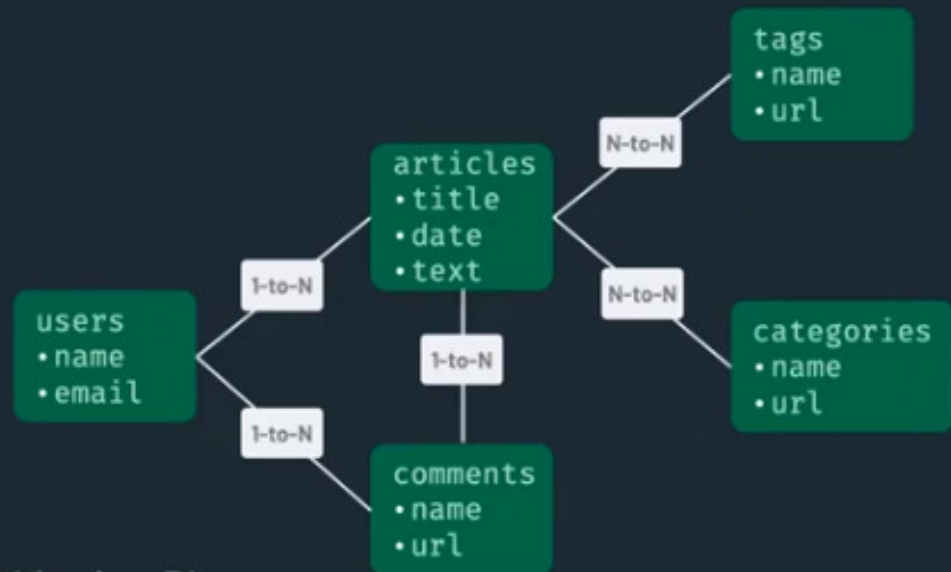 tags
•name
•url
N-to-N
articles
•title
•date
•text
1-to-N
N-to-N
users
•name
•email
categories
•name
•url
1-to-N
1-to-N
comments
•name
•url